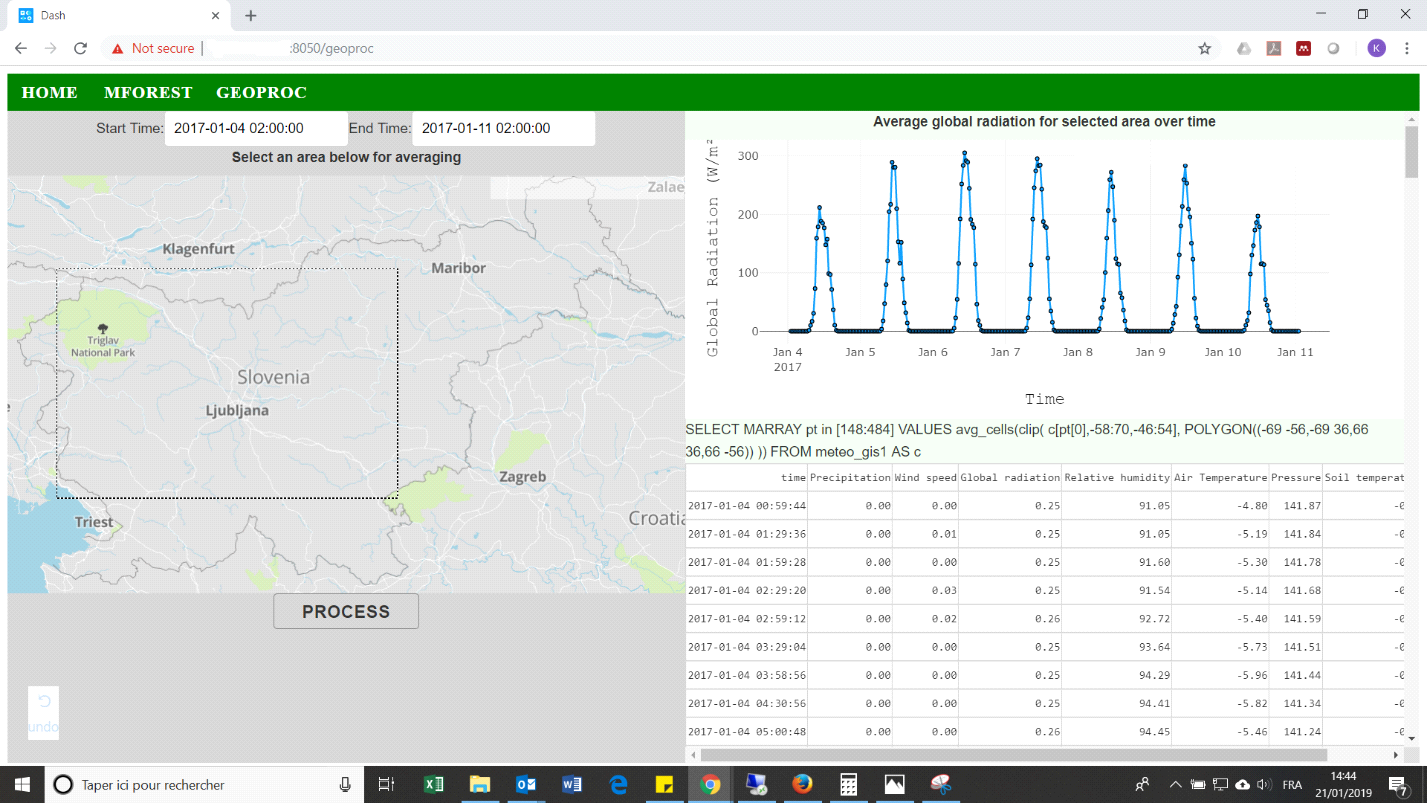 Dash
Not secure | :8050/geoproc
K
HOME MFOREST GEOPROC
Start Time: 2017-01-04 02:00:00 End Time: 2017-01-11 02:00:00
Select an area below for averaging
Zalae
Klagenfurt
Maribor
Triglav
National Park
Slovenia
Ljubljana
Zagreb
Triest
Croatia
PROCESS
undo
Average global radiation for selected area over time
Global Radiation (W/m²
300
200
100
0
Jan 4 Jan 5 Jan 6 Jan 7 Jan 8 Jan 9 Jan 10 Jan 11
2017
Time
SELECT MARRAY pt in [148:484] VALUES avg_cells(clip( c[pt[0],-58:70,-46:54], POLYGON((-69 -56,-69 36,66
36,66 -56)) )) FROM meteo_gis1 AS c
time Precipitation Wind speed Global radiation Relative humidity Air Temperature Pressure Soil temperat
2017-01-04 00:59:44 0.00 0.00 0.25 91.05 -4.80 141.87 -0
2017-01-04 01:29:36 0.00 0.01 0.25 91.05 -5.19 141.84 -0
2017-01-04 01:59:28 0.00 0.00 0.25 91.60 -5.30 141.78 -0
2017-01-04 02:29:20 0.00 0.03 0.25 91.54 -5.14 141.68 -0
2017-01-04 02:59:12 0.00 0.02 0.26 92.72 -5.40 141.59 -0
2017-01-04 03:29:04 0.00 0.00 0.25 93.64 -5.73 141.51 -0
2017-01-04 03:58:56 0.00 0.00 0.25 94.29 -5.96 141.44 -0
2017-01-04 04:30:56 0.00 0.00 0.25 94.41 -5.82 141.34 -0
2017-01-04 05:00:48 0.00 0.00 0.26 94.45 -5.46 141.24 -0
Taper ici pour rechercher
FRA
14:44
21/01/2019
7